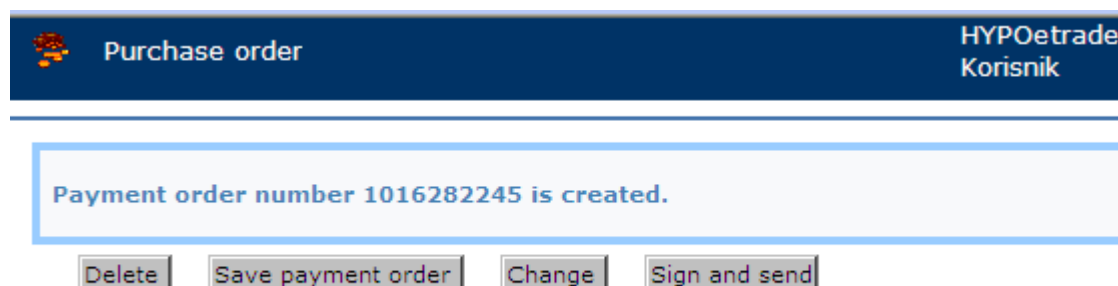 Purchase order
HYPOetrade
Korisnik
Payment order number 1016282245 is created.
Delete Save payment order Change Sign and send